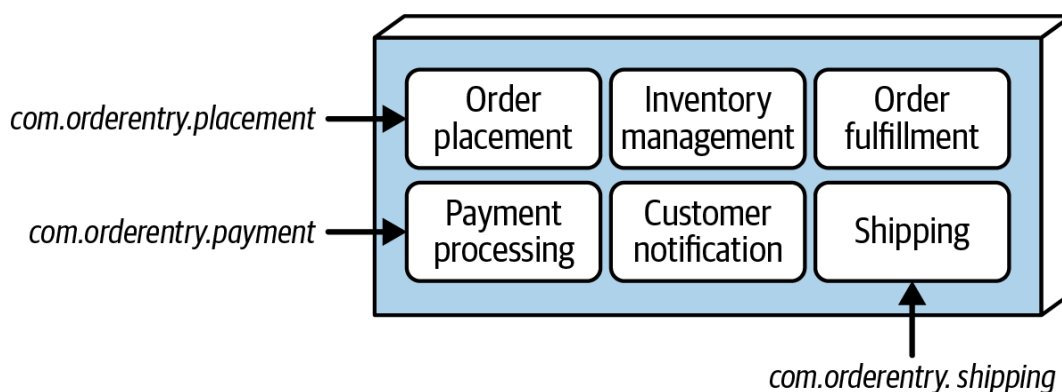 com.orderentry.placement
Order
placement
Inventory
management
Order
fulfillment
com.orderentry.payment
Payment
processing
Customer
notification
Shipping
com.orderentry. shipping